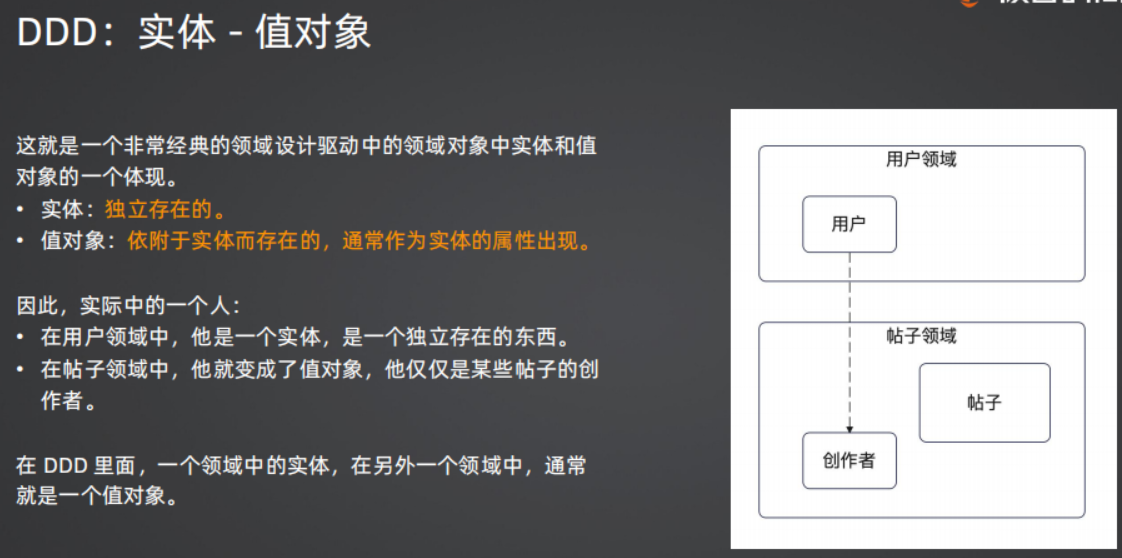 DDD：实体 - 值对象
这就是一个非常经典的领域设计驱动中的领域对象中实体和值
对象的一个体现。
• 实体：独立存在的。
• 值对象：依附于实体而存在的，通常作为实体的属性出现。
因此，实际中的一个人：
• 在用户领域中，他是一个实体，是一个独立存在的东西。
• 在帖子领域中，他就变成了值对象，他仅仅是某些帖子的创
作者。
在 DDD 里面，一个领域中的实体，在另外一个领域中，通常
就是一个值对象。
用户领域
用户
帖子领域
帖子
创作者